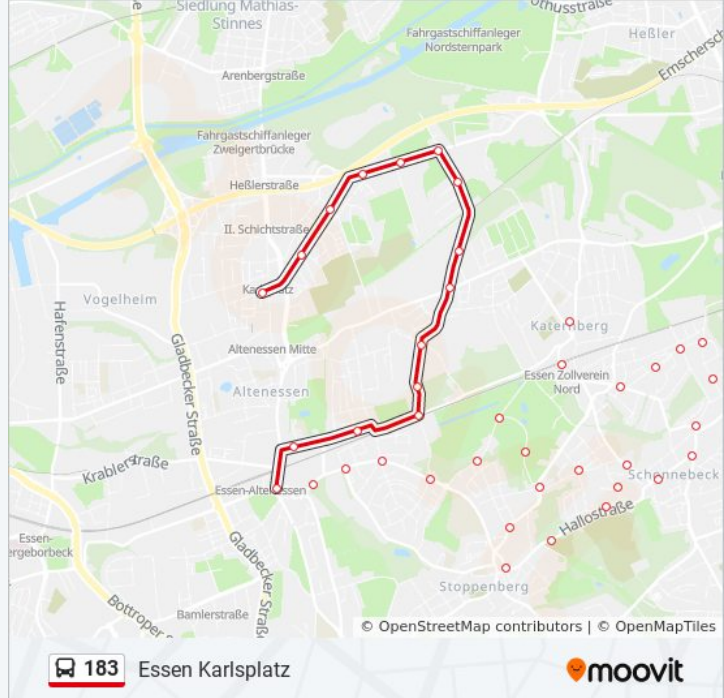 Siedlung Mathias-
Stinnes
Fahrgastschiffanleger
Nordsternpark
Heßler
Emschersch
Arenbergstraße
Fahrgastschiffanleger
Zweigertbrücke
Heßlerstraße
II. Schichtstraße
Vogelheim
Hafenstraße
Gladbecker Straße
Altenessen Mitte
Altenessen
Katernberg
Essen Zollverein
Nord
Krablerstraße
Essen-Altenessen
Schonnebeck
Hallostraße
Essen-
ergeborbeck
Gladbecker Straße
Stoppenberg
Bottroper
Bamlerstraße
© OpenStreetMap contributors | © OpenMapTiles
183 Essen Karlsplatz
moovit